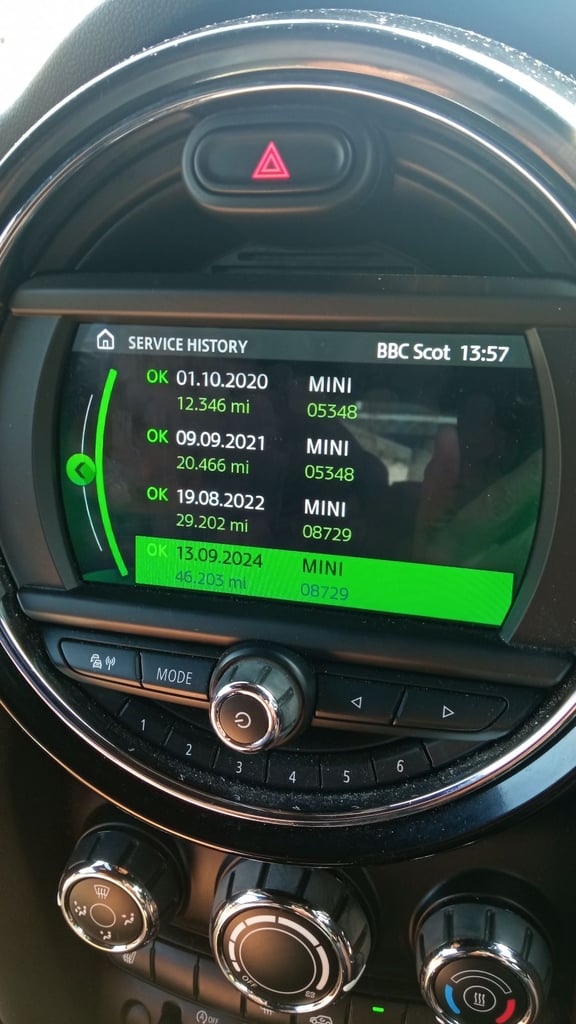 SERVICE HISTORY BBC Scot 13:57
OK 01.10.2020 MINI
12.346 mi 05348
OK 09.09.2021 MINI
20.466 mi 05348
OK 19.08.2022 MINI
29.202 mi 08729
OK 13.09.2024 MINI
46.203 mi 08729
MODE
1 2 3 4 5 6
OFF
OFF